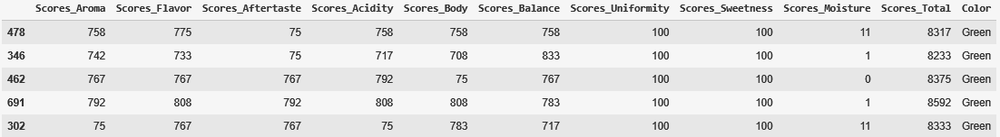 Scores_Aroma Scores_Flavor Scores_Aftertaste Scores_Acidity Scores_Body Scores_Balance Scores_Uniformity Scores_Sweetness Scores_Moisture Scores_Total Color
478 758 775 75 758 758 758 100 100 11 8317 Green
346 742 733 75 717 708 833 100 100 1 8233 Green
462 767 767 767 792 75 767 100 100 0 8375 Green
691 792 808 792 808 808 783 100 100 1 8592 Green
302 75 767 767 75 783 717 100 100 11 8333 Green